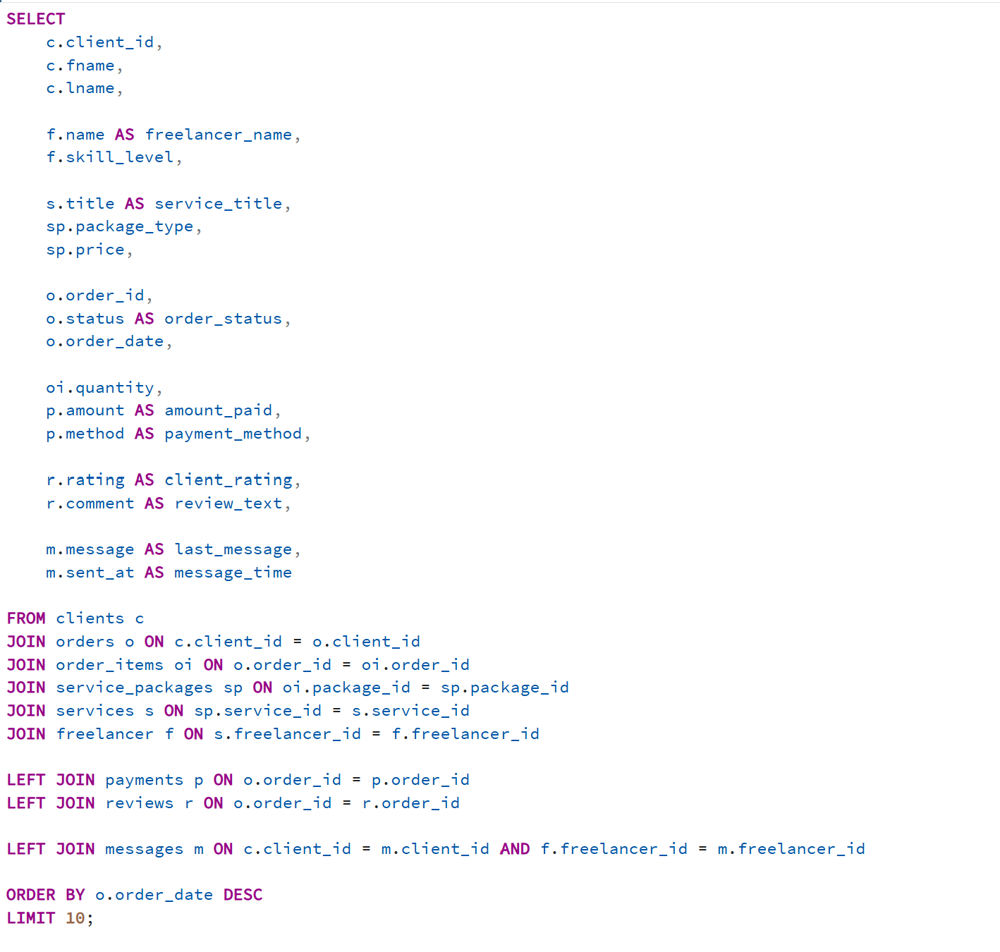 SELECT
    c.client_id,
    c.fname,
    c.lname,

    f.name AS freelancer_name,
    f.skill_level,

    s.title AS service_title,
    sp.package_type,
    sp.price,

    o.order_id,
    o.status AS order_status,
    o.order_date,

    oi.quantity,
    p.amount AS amount_paid,
    p.method AS payment_method,

    r.rating AS client_rating,
    r.comment AS review_text,

    m.message AS last_message,
    m.sent_at AS message_time

FROM clients c
JOIN orders o ON c.client_id = o.client_id
JOIN order_items oi ON o.order_id = oi.order_id
JOIN service_packages sp ON oi.package_id = sp.package_id
JOIN services s ON sp.service_id = s.service_id
JOIN freelancer f ON s.freelancer_id = f.freelancer_id

LEFT JOIN payments p ON o.order_id = p.order_id
LEFT JOIN reviews r ON o.order_id = r.order_id

LEFT JOIN messages m ON c.client_id = m.client_id AND f.freelancer_id = m.freelancer_id

ORDER BY o.order_date DESC
LIMIT 10;